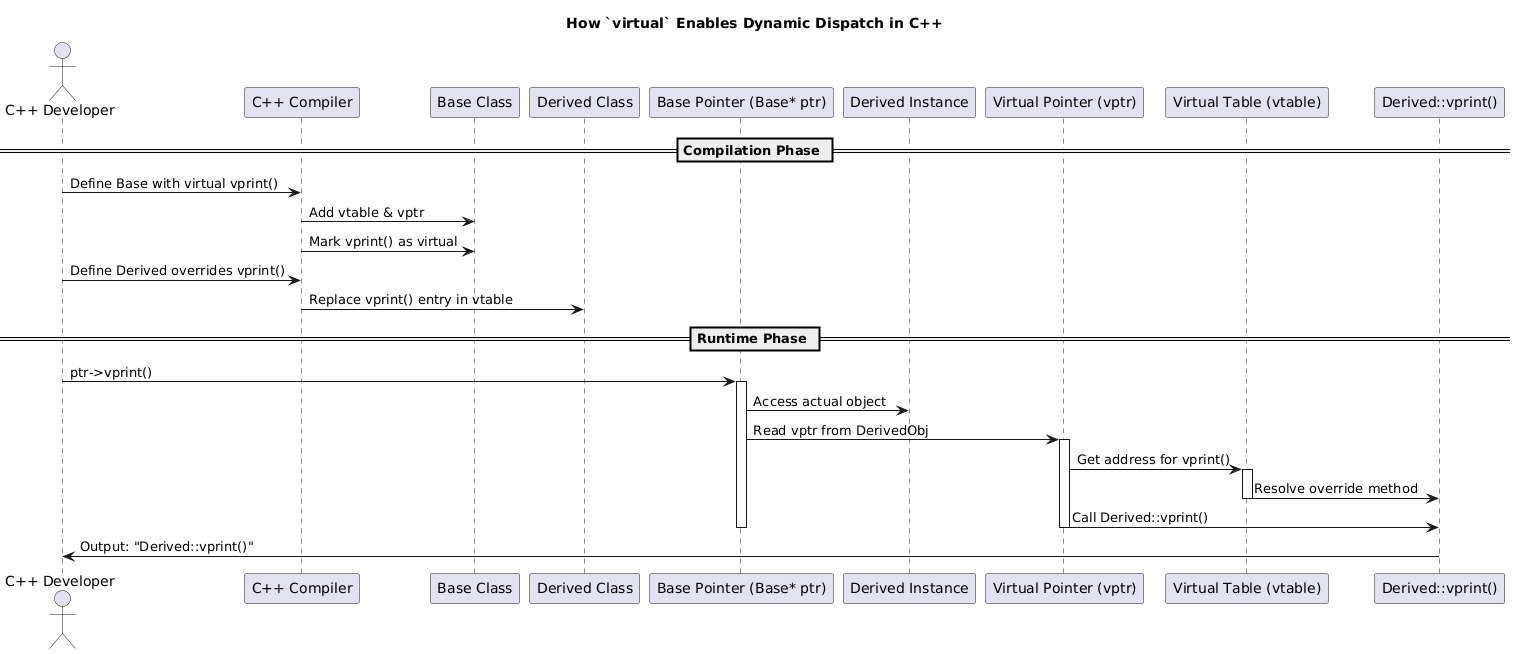 How `virtual` Enables Dynamic Dispatch in C++
C++ Developer
C++ Compiler
Base Class
Derived Class
Base Pointer (Base* ptr)
Derived Instance
Virtual Pointer (vptr)
Virtual Table (vtable)
Derived::vprint()
Compilation Phase
Define Base with virtual vprint()
Add vtable & vptr
Mark vprint() as virtual
Define Derived overrides vprint()
Replace vprint() entry in vtable
Runtime Phase
ptr->vprint()
Access actual object
Read vptr from DerivedObj
Get address for vprint()
Resolve override method
Call Derived::vprint()
Output: "Derived::vprint()"
C++ Developer
C++ Compiler
Base Class
Derived Class
Base Pointer (Base* ptr)
Derived Instance
Virtual Pointer (vptr)
Virtual Table (vtable)
Derived::vprint()